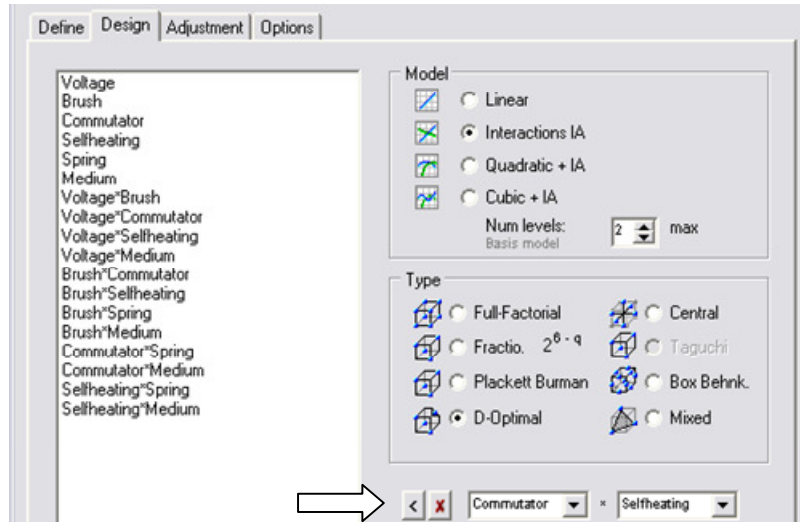 Define Design Adjustment Options
Voltage
Brush
Commutator
Selfheating
Spring
Medium
Voltage*Brush
Voltage*Commutator
Voltage*Selfheating
Voltage*Medium
Brush*Commutator
Brush*Selfheating
Brush*Spring
Brush*Medium
Commutator*Spring
Commutator*Medium
Selfheating*Spring
Selfheating*Medium
Model
Linear
Interactions IA
Quadratic + IA
Cubic + IA
Num levels: 2 max
Basis model
Type
Full-Factorial Central
Fractio. 2^6 - q Taguchi
Plackett Burman Box Behnk.
D-Optimal Mixed
< x Commutator * Selfheating